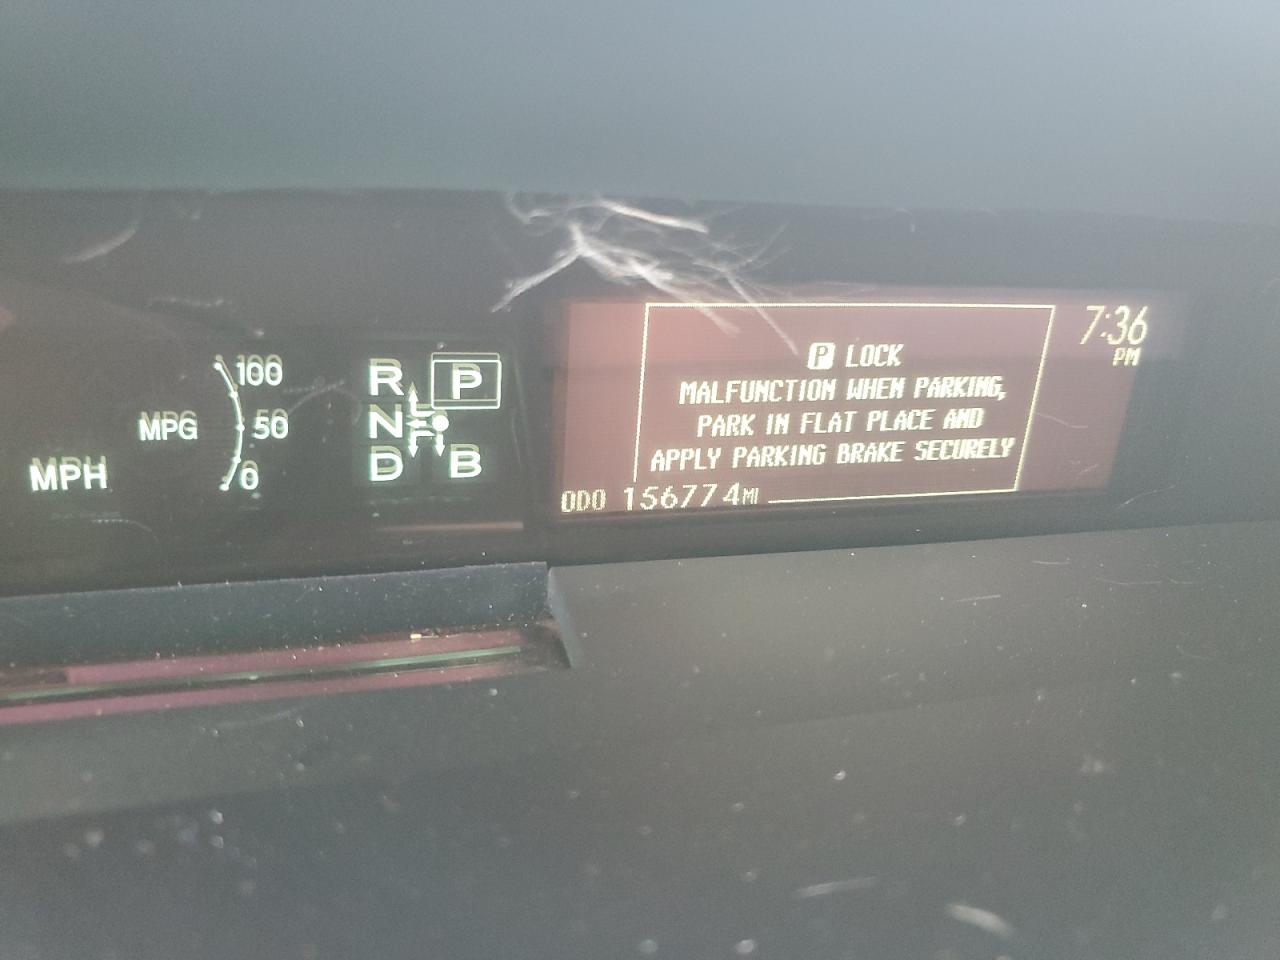 100
MPG
50
MPH
0
R
P
N
D
B
7:36
PM
P LOCK
MALFUNCTION WHEN PARKING,
PARK IN FLAT PLACE AND
APPLY PARKING BRAKE SECURELY
ODO 156774MI